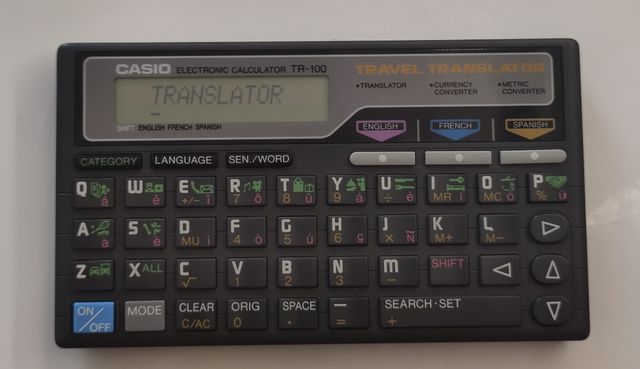 CASIO ELECTRONIC CALCULATOR TR-100 TRAVEL TRANSLATOR
TRANSLATOR
•TRANSLATOR •CURRENCY CONVERTER •METRIC CONVERTER
SHIFT ENGLISH FRENCH SPANISH
ENGLISH FRENCH SPANISH
CATEGORY LANGUAGE SEN./WORD
Q W E R T Y U I O P
+/− 7 8 9 ÷ MR MC %
A S D F G H J K L
MU 4 5 6 × M+ M−
Z X ALL C V B N M SHIFT
√ 1 2 3 −
ON/OFF MODE CLEAR ORIG SPACE — SEARCH·SET
C/AC 0 · = +